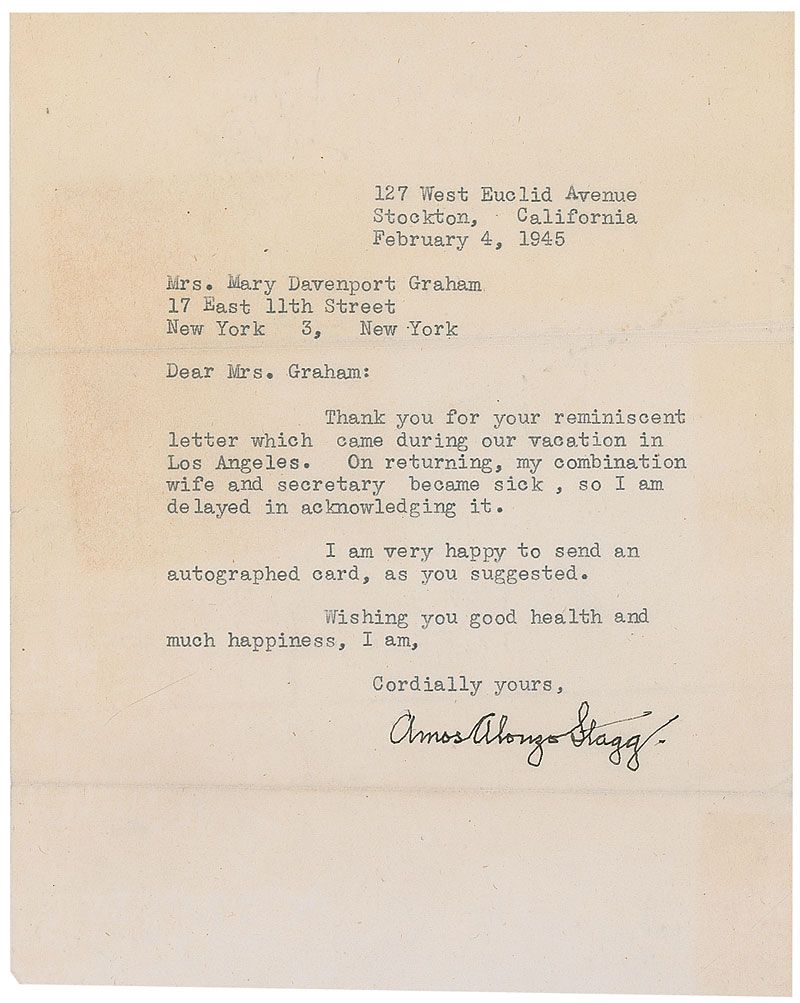 127 West Euclid Avenue
Stockton, California
February 4, 1945
Mrs. Mary Davenport Graham
17 East 11th Street
New York 3, New York
Dear Mrs. Graham:
Thank you for your reminiscent
letter which came during our vacation in
Los Angeles. On returning, my combination
wife and secretary became sick , so I am
delayed in acknowledging it.
I am very happy to send an
autographed card, as you suggested.
Wishing you good health and
much happiness, I am,
Cordially yours,
Amos Alonzo Stagg.